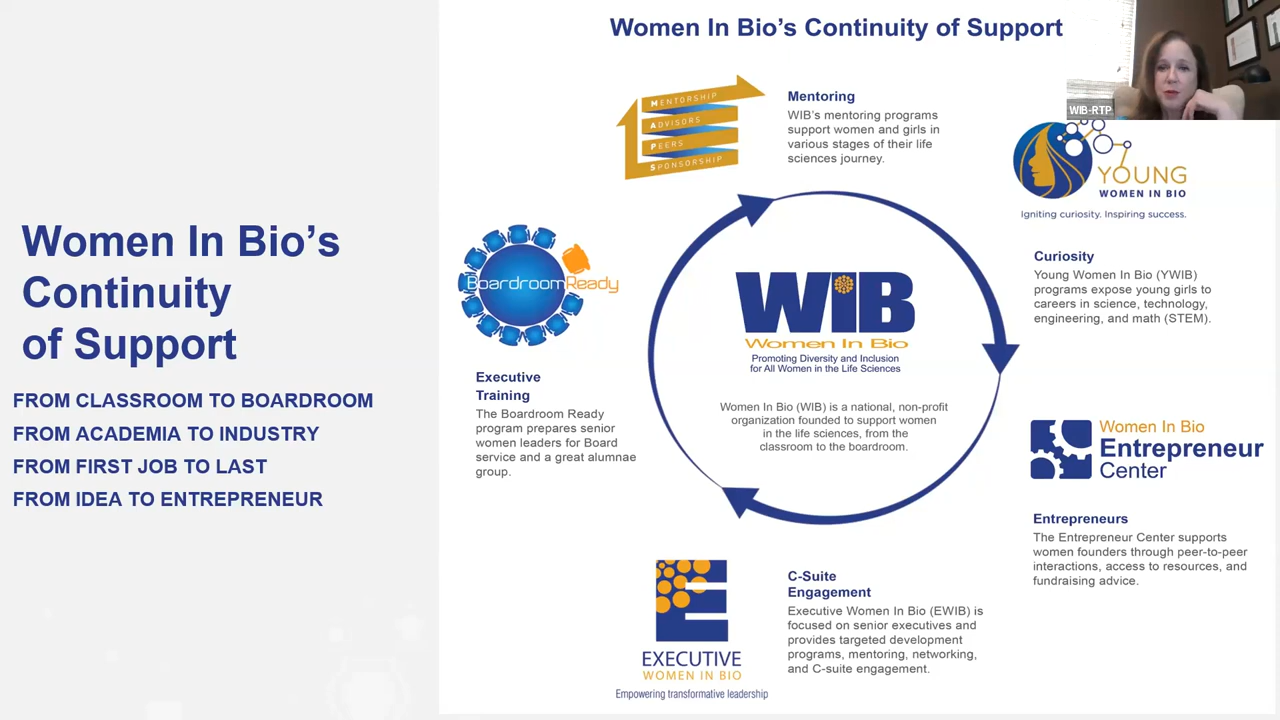 Women In Bio's
Continuity
of Support
FROM CLASSROOM TO BOARDROOM
FROM ACADEMIA TO INDUSTRY
FROM FIRST JOB TO LAST
FROM IDEA TO ENTREPRENEUR
Women In Bio's Continuity of Support
WIB-RTP
MENTORSHIP
ADVISORS
PEERS
SPONSORSHIP
Mentoring
WIB's mentoring programs
support women and girls in
various stages of their life
sciences journey.
YOUNG
WOMEN IN BIO
Igniting curiosity. Inspiring success.
Curiosity
Young Women In Bio (YWIB)
programs expose young girls to
careers in science, technology,
engineering, and math (STEM).
BoardroomReady
Executive
Training
The Boardroom Ready
program prepares senior
women leaders for Board
service and a great alumnae
group.
WIB
Women In Bio
Promoting Diversity and Inclusion
for All Women in the Life Sciences
Women In Bio (WIB) is a national, non-profit
organization founded to support women
in the life sciences, from the
classroom to the boardroom.
Women In Bio
Entrepreneur
Center
Entrepreneurs
The Entrepreneur Center supports
women founders through peer-to-peer
interactions, access to resources, and
fundraising advice.
E
EXECUTIVE
WOMEN IN BIO
Empowering transformative leadership
C-Suite
Engagement
Executive Women In Bio (EWIB) is
focused on senior executives and
provides targeted development
programs, mentoring, networking,
and C-suite engagement.